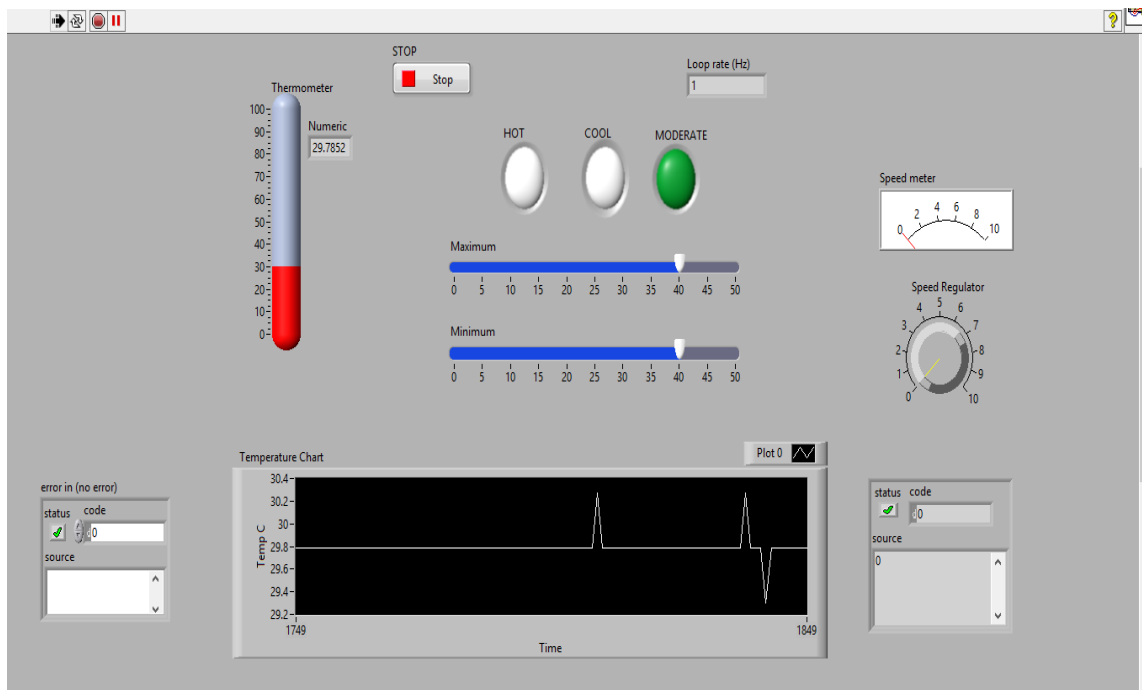 STOP
Stop
Loop rate (Hz)
1
Thermometer
100
90
80
70
60
50
40
30
20
10
0
Numeric
29.7852
HOT COOL MODERATE
Speed meter
0 2 4 6 8 10
Maximum
0 5 10 15 20 25 30 35 40 45 50
Minimum
0 5 10 15 20 25 30 35 40 45 50
Speed Regulator
0 1 2 3 4 5 6 7 8 9 10
Temperature Chart
Plot 0
Temp C
30.4
30.2
30
29.8
29.6
29.4
29.2
1749 1849
Time
error in (no error)
status code
0
source
status code
0
source
0